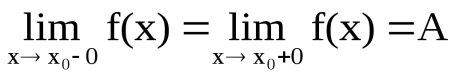 lim f(x) = lim f(x) = A
x→ x₀- 0 x→ x₀+0